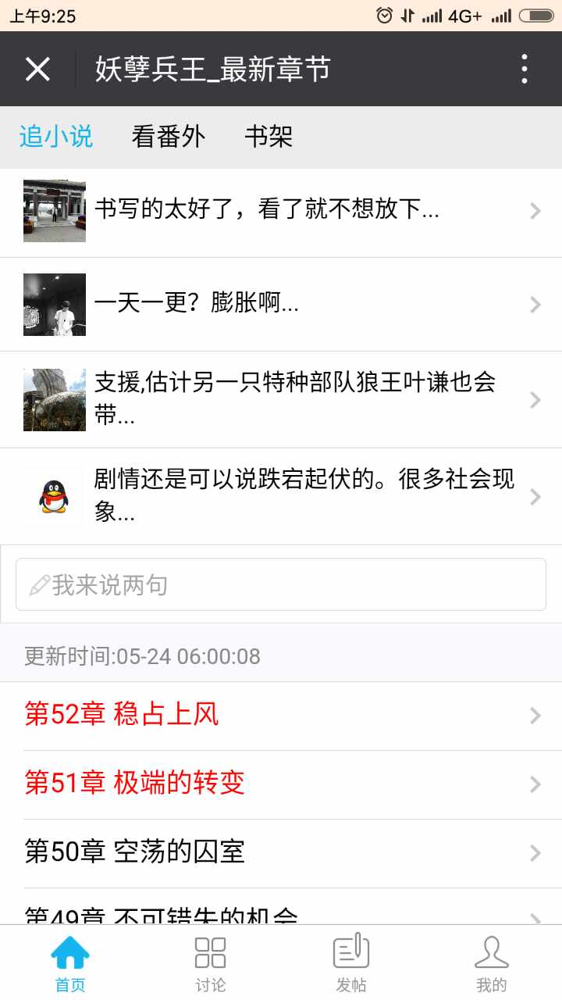 上午9:25
4G+
妖孽兵王_最新章节
追小说 看番外 书架
书写的太好了，看了就不想放下...
一天一更？膨胀啊...
支援,估计另一只特种部队狼王叶谦也会
带...
剧情还是可以说跌宕起伏的。很多社会现
象...
我来说两句
更新时间:05-24 06:00:08
第52章 稳占上风
第51章 极端的转变
第50章 空荡的囚室
第49章 不可错失的机会
首页 讨论 发帖 我的